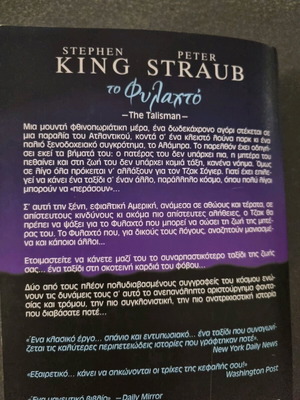 STEPHEN PETER
KING STRAUB
το Φυλαχτό
—The Talisman—
Μια μουντή φθινοπωριάτικη μέρα, ένα δωδεκάχρονο αγόρι στέκεται σε
μια παραλία του Ατλαντικού, κοντά σ' ένα κλειστό λούνα παρκ κι ένα
παλιό ξενοδοχειακό συγκρότημα, το Αλάμπρα. Το παρελθόν έχει οδηγή-
σει εκεί τα βήματά του: ο πατέρας του δεν υπάρχει πια, η μητέρα του
πεθαίνει και στη ζωή του δεν υπάρχει καμιά τάξη, κανένα νόημα. Όμως
σε λίγο όλα πρόκειται ν' αλλάξουν για τον Τζακ Σόγιερ. Γιατί έχει επιλε-
γεί να κάνει ένα ταξίδι σ' έναν άλλο, παράλληλο κόσμο, όπου πολύ λίγοι
μπορούν να «περάσουν»...
Σ' αυτή την ξένη, εφιαλτική Αμερική, ανάμεσα σε αθώους και τέρατα, σε
απίστευτους κινδύνους κι ακόμα πιο απίστευτες αλήθειες, ο Τζακ θα
πρέπει να ψάξει για το Φυλαχτό που μπορεί να σώσει τη ζωή της μητέ-
ρας του. Το Φυλαχτό που, για δικούς τους λόγους, αναζητούν μανιασμέ-
να και κάποιοι άλλοι...
Ετοιμαστείτε να κάνετε μαζί του το συναρπαστικότερο ταξίδι της ζωής
σας... ένα ταξίδι στη σκοτεινή καρδιά του φόβου...
Δύο από τους πλέον πολυδιαβασμένους συγγραφείς του κόσμου ενώ-
νουν τις δυνάμεις τους σ' αυτό το ανεπανάληπτο αριστούργημα φαντα-
σίας και τρόμου, την πιο συγκλονιστική, την πιο ανατριχιαστική ιστορία
που διαβάσατε ποτέ...
«Ένα κλασικό έργο... σπάνιο και εντυπωσιακό... ένα ταξίδι που συναγωνί-
ζεται τις καλύτερες περιπετειώδεις ιστορίες που γράφτηκαν ποτέ».
New York Daily News
«Εξαιρετικό... Κάνει να σηκώνονται οι τρίχες της κεφαλής σου!»
Washington Post
«Ένα μαγευτικό βιβλίο» —Daily Mirror